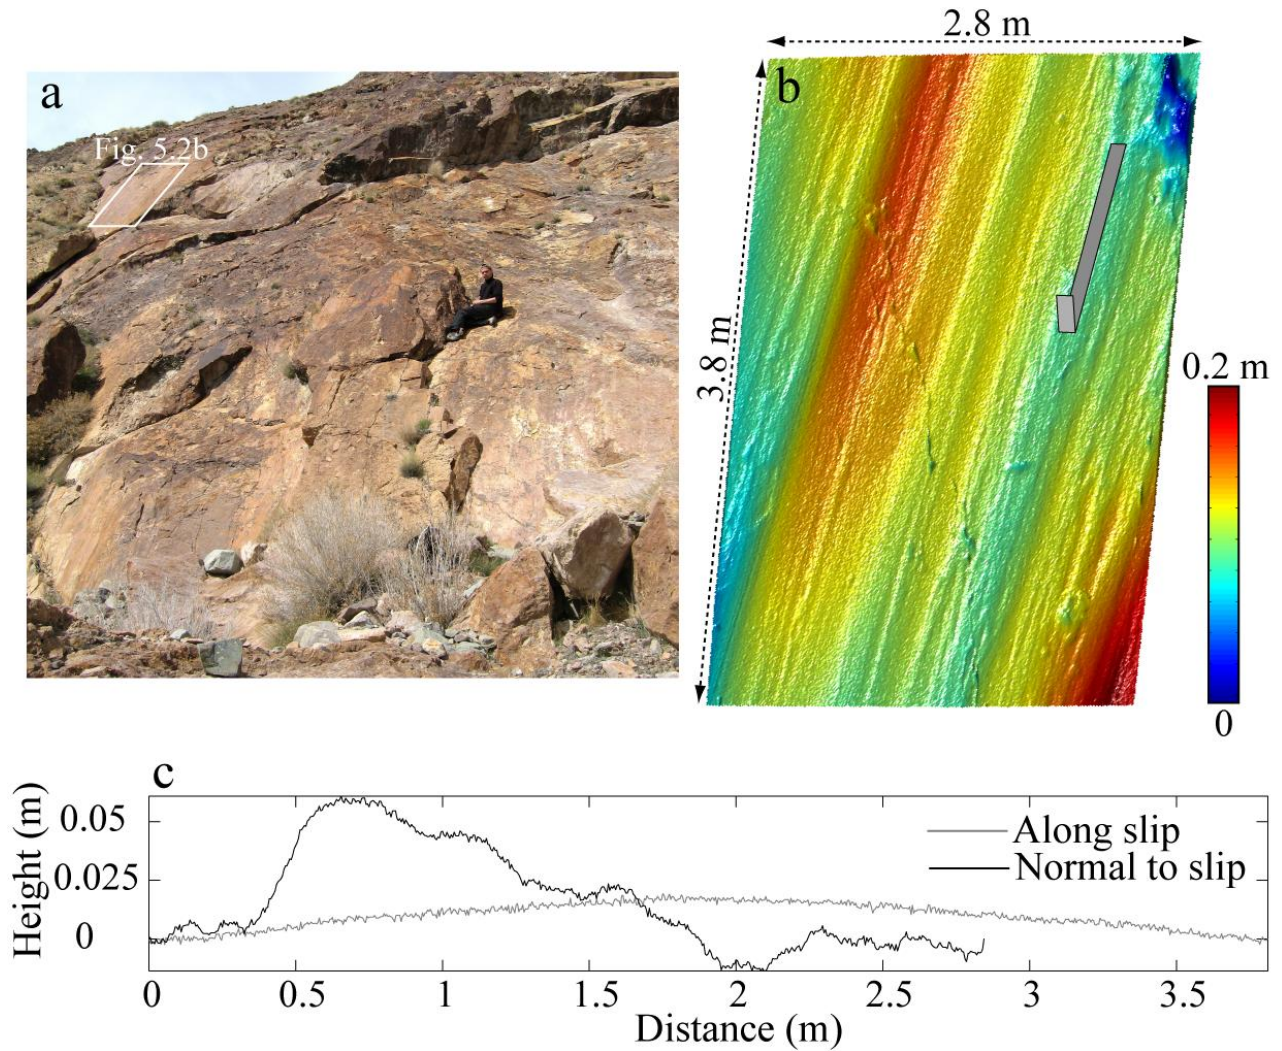 a
Fig. 5.2b
2.8 m
b
3.8 m
0.2 m
0
c
Height (m)
0.05
0.025
0
Along slip
Normal to slip
0 0.5 1 1.5 2 2.5 3 3.5
Distance (m)